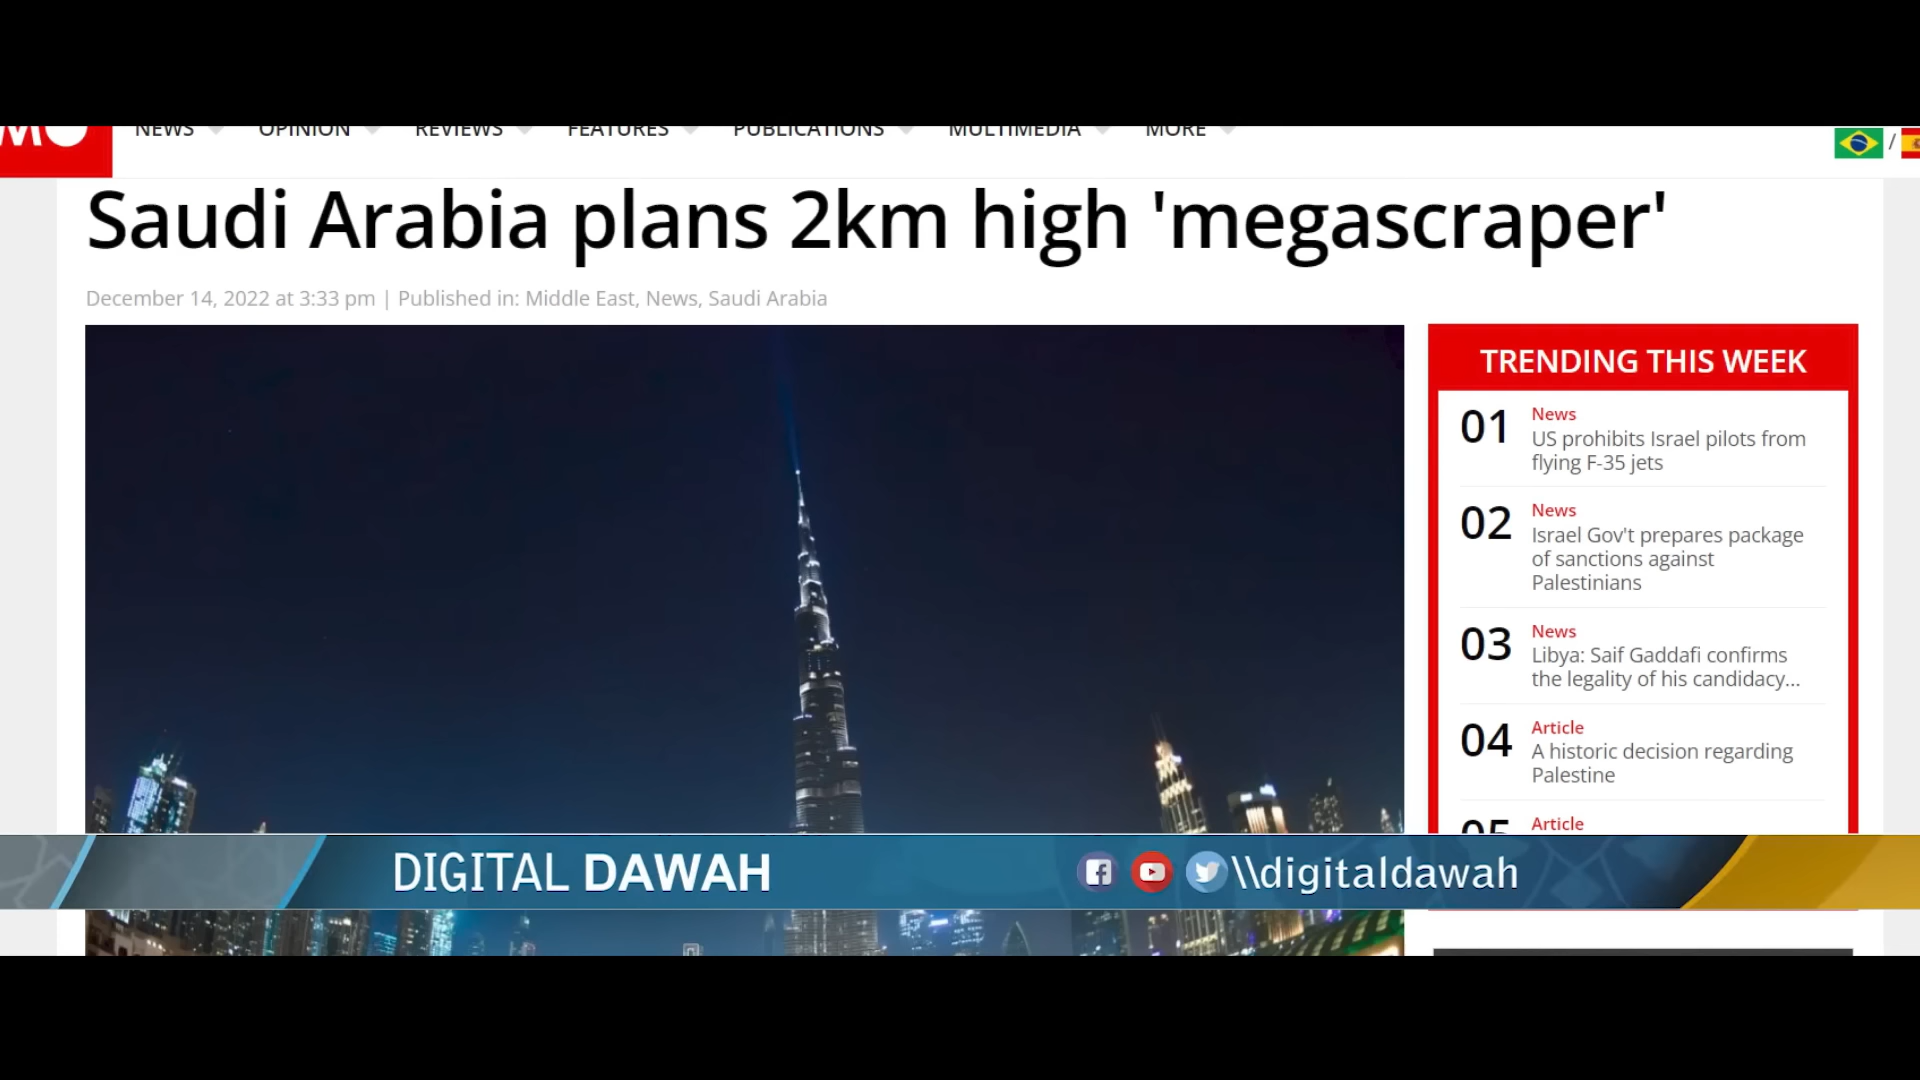 MO
NEWS OPINION REVIEWS FEATURES PUBLICATIONS MULTIMEDIA MORE
/
Saudi Arabia plans 2km high 'megascraper'
December 14, 2022 at 3:33 pm | Published in: Middle East, News, Saudi Arabia
TRENDING THIS WEEK
01 News
US prohibits Israel pilots from
flying F-35 jets
02 News
Israel Gov't prepares package
of sanctions against
Palestinians
03 News
Libya: Saif Gaddafi confirms
the legality of his candidacy...
04 Article
A historic decision regarding
Palestine
05 Article
DIGITAL DAWAH
\\digitaldawah